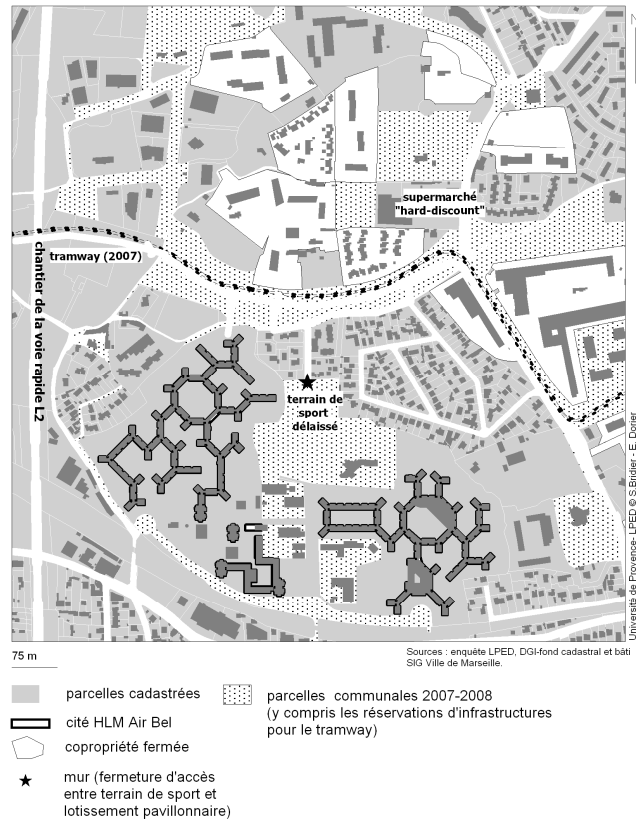 N
supermarché
"hard-discount"
tramway (2007)
chantier de la voie rapide L2
terrain de
sport
délaissé
Université de Provence- LPED © S.Bridier - E. Dorier
75 m
Sources : enquête LPED, DGI-fond cadastral et bâti
SIG Ville de Marseille.
parcelles cadastrées
parcelles communales 2007-2008
(y compris les réservations d'infrastructures
pour le tramway)
cité HLM Air Bel
copropriété fermée
mur (fermeture d'accès
entre terrain de sport et
lotissement pavillonnaire)